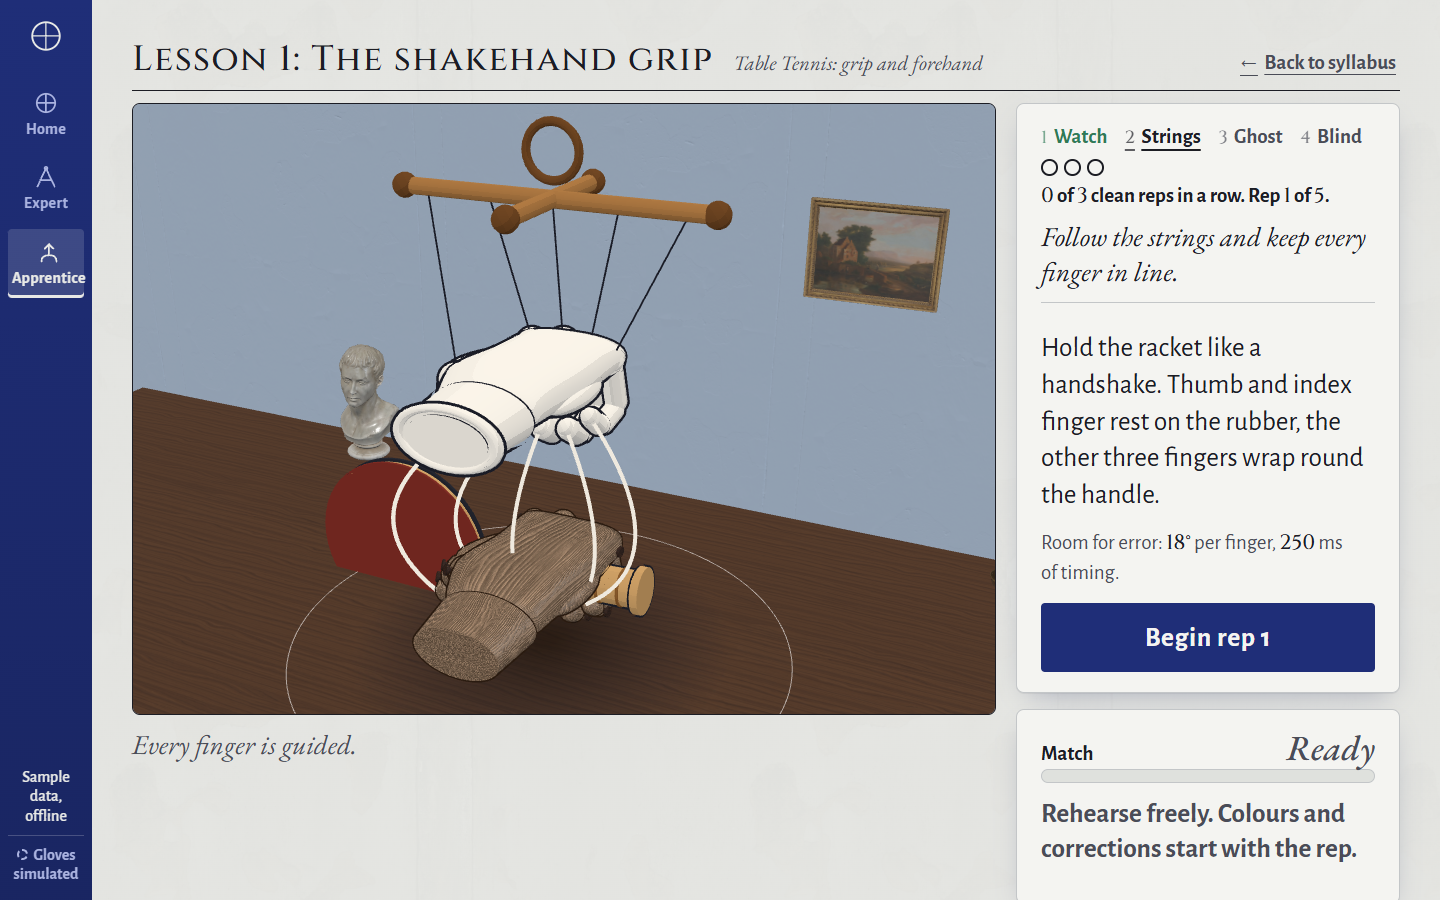 Lesson 1: The shakehand grip
Table Tennis: grip and forehand
← Back to syllabus
Home
Expert
Apprentice
Sample
data,
offline
Gloves
simulated
Every finger is guided.
1 Watch 2 Strings 3 Ghost 4 Blind
0 of 3 clean reps in a row. Rep 1 of 5.
Follow the strings and keep every
finger in line.
Hold the racket like a
handshake. Thumb and index
finger rest on the rubber, the
other three fingers wrap round
the handle.
Room for error: 18° per finger, 250 ms
of timing.
Begin rep 1
Match
Ready
Rehearse freely. Colours and
corrections start with the rep.